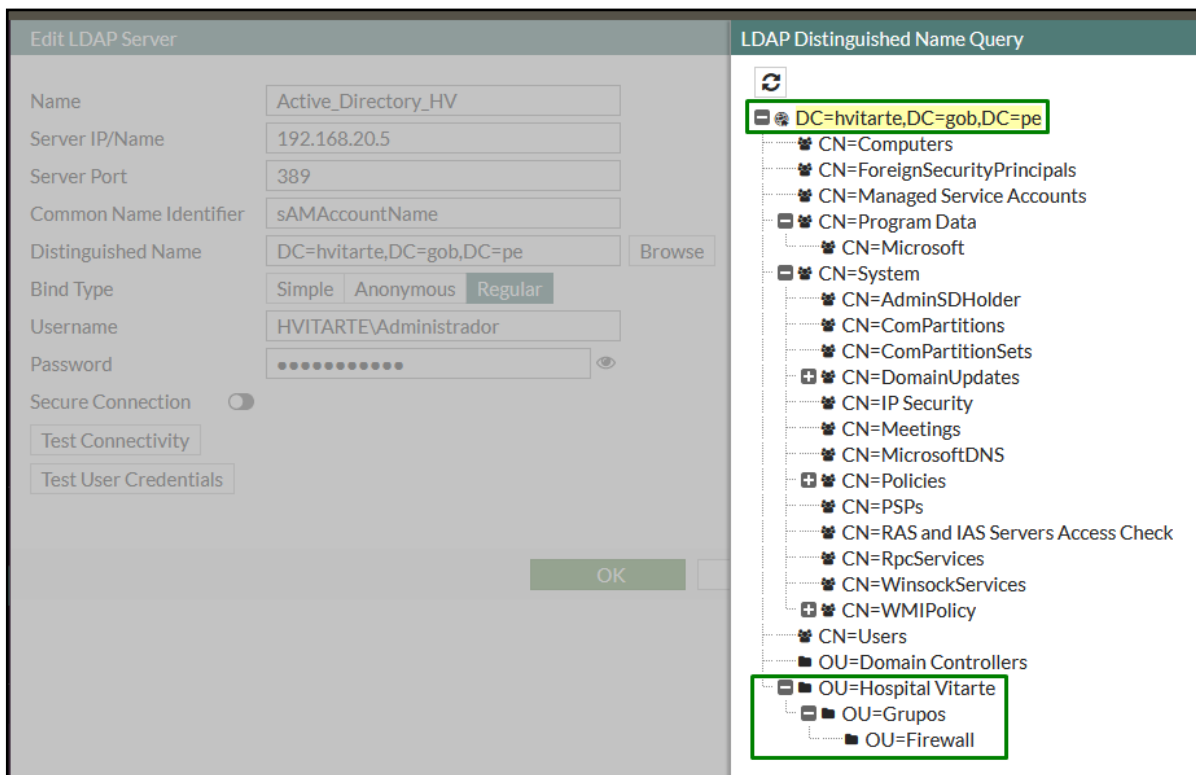 Edit LDAP Server
Name Active_Directory_HV
Server IP/Name 192.168.20.5
Server Port 389
Common Name Identifier sAMAccountName
Distinguished Name DC=hvitarte,DC=gob,DC=pe Browse
Bind Type Simple Anonymous Regular
Username HVITARTE\Administrador
Password ●●●●●●●●●●●
Secure Connection
Test Connectivity
Test User Credentials
OK
LDAP Distinguished Name Query
DC=hvitarte,DC=gob,DC=pe
CN=Computers
CN=ForeignSecurityPrincipals
CN=Managed Service Accounts
CN=Program Data
CN=Microsoft
CN=System
CN=AdminSDHolder
CN=ComPartitions
CN=ComPartitionSets
CN=DomainUpdates
CN=IP Security
CN=Meetings
CN=MicrosoftDNS
CN=Policies
CN=PSPs
CN=RAS and IAS Servers Access Check
CN=RpcServices
CN=WinsockServices
CN=WMIPolicy
CN=Users
OU=Domain Controllers
OU=Hospital Vitarte
OU=Grupos
OU=Firewall